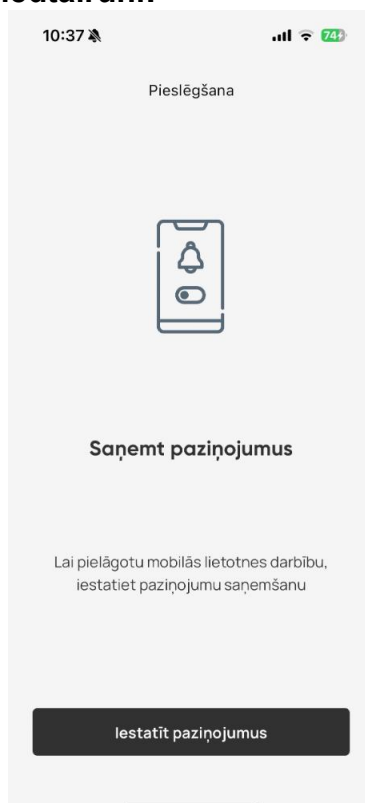 10:37
74
Pieslēgšana
Saņemt paziņojumus
Lai pielāgotu mobilās lietotnes darbību,
iestatiet paziņojumu saņemšanu
Iestatīt paziņojumus